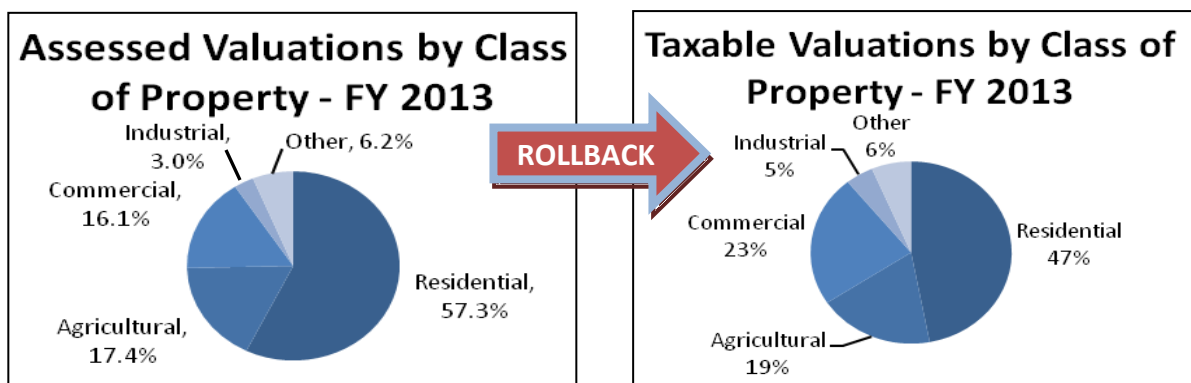 Assessed Valuations by Class
of Property - FY 2013
Industrial,
3.0%
Other, 6.2%
Commercial,
16.1%
Residential,
57.3%
Agricultural,
17.4%
ROLLBACK
Taxable Valuations by Class of
Property - FY 2013
Industrial
5%
Other
6%
Commercial
23%
Residential
47%
Agricultural
19%